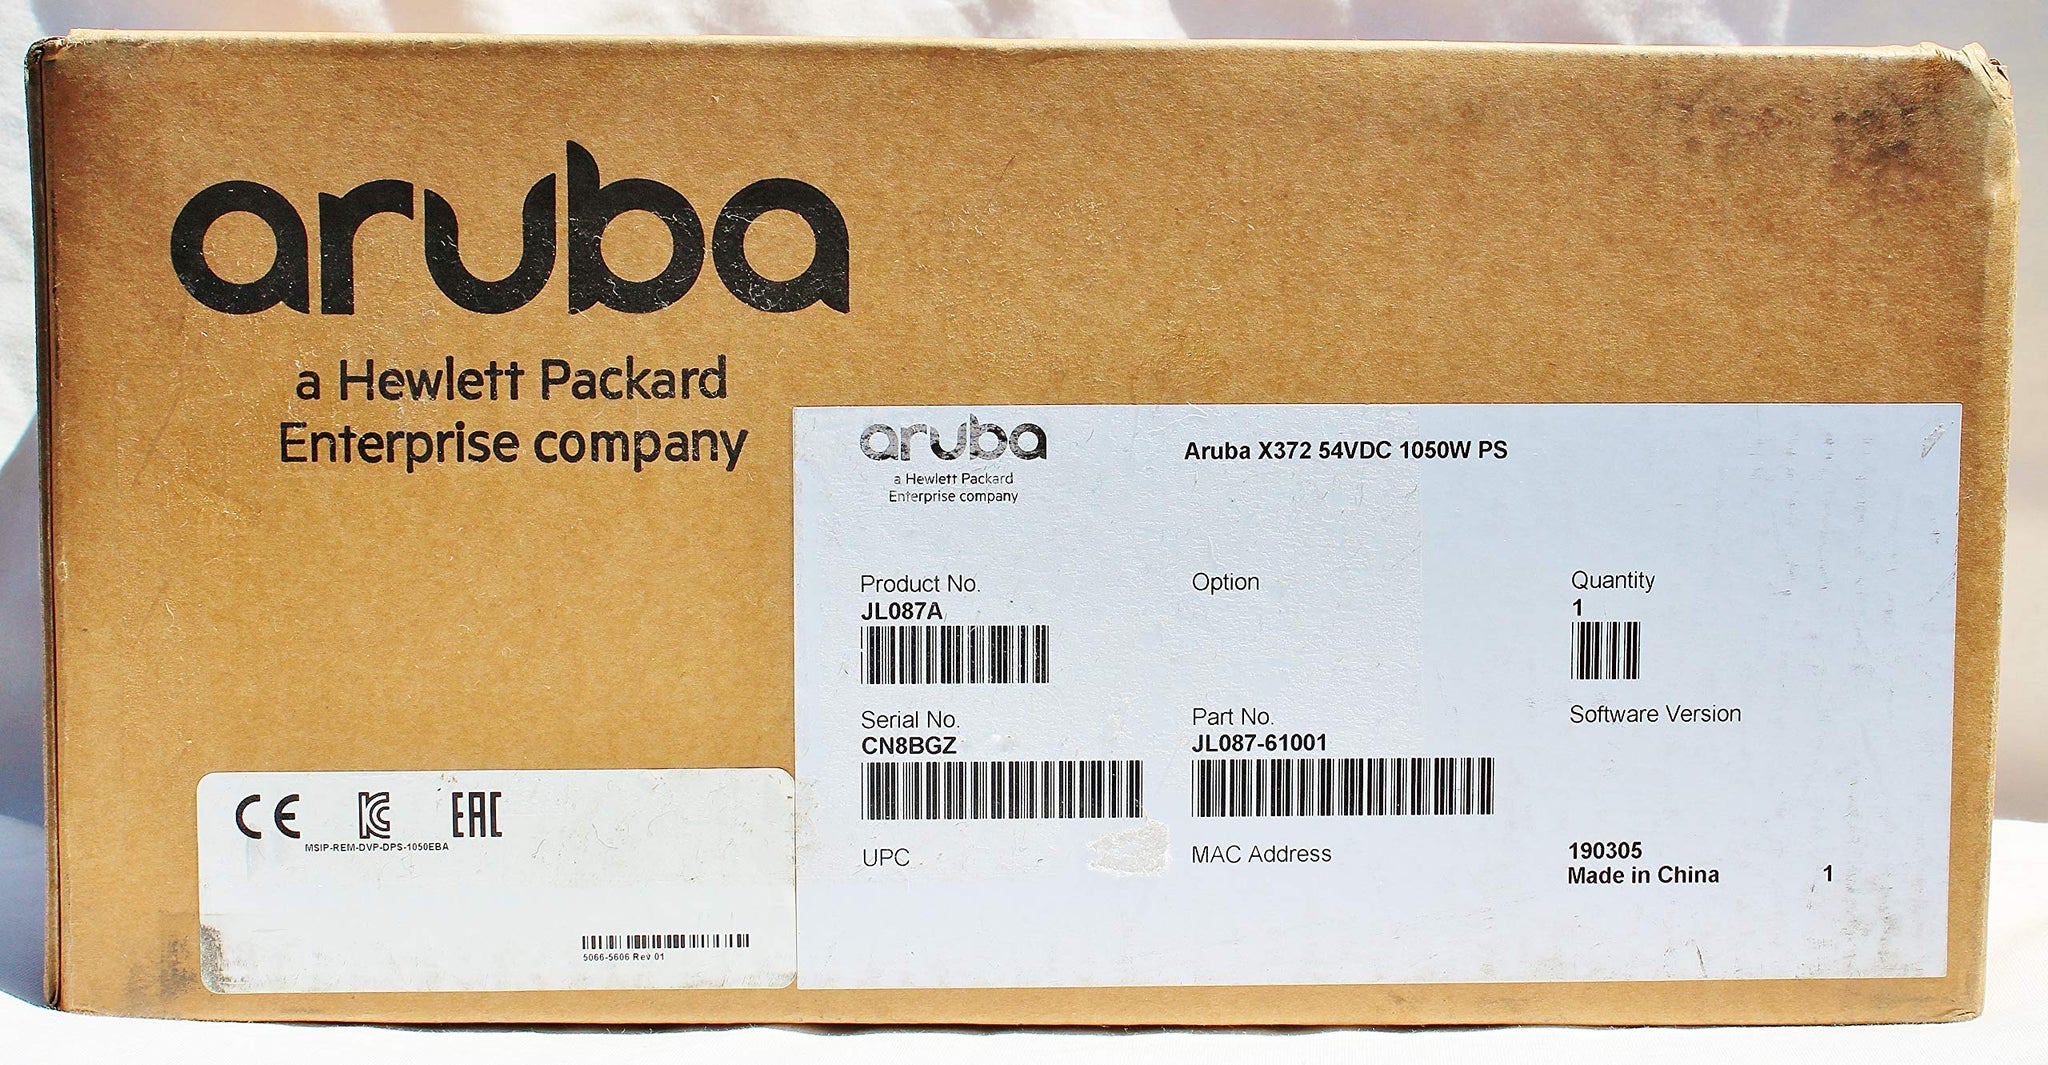 aruba
a Hewlett Packard
Enterprise company
aruba
a Hewlett Packard
Enterprise company
Aruba X372 54VDC 1050W PS
Product No.
JL087A
Option
Quantity
1
Serial No.
CN8BGZ
Part No.
JL087-61001
Software Version
UPC
MAC Address
190305
Made in China
1
CE
KC
EAC
MSIP-REM-DVP-DPS-1050EBA
5066-5606 Rev 01